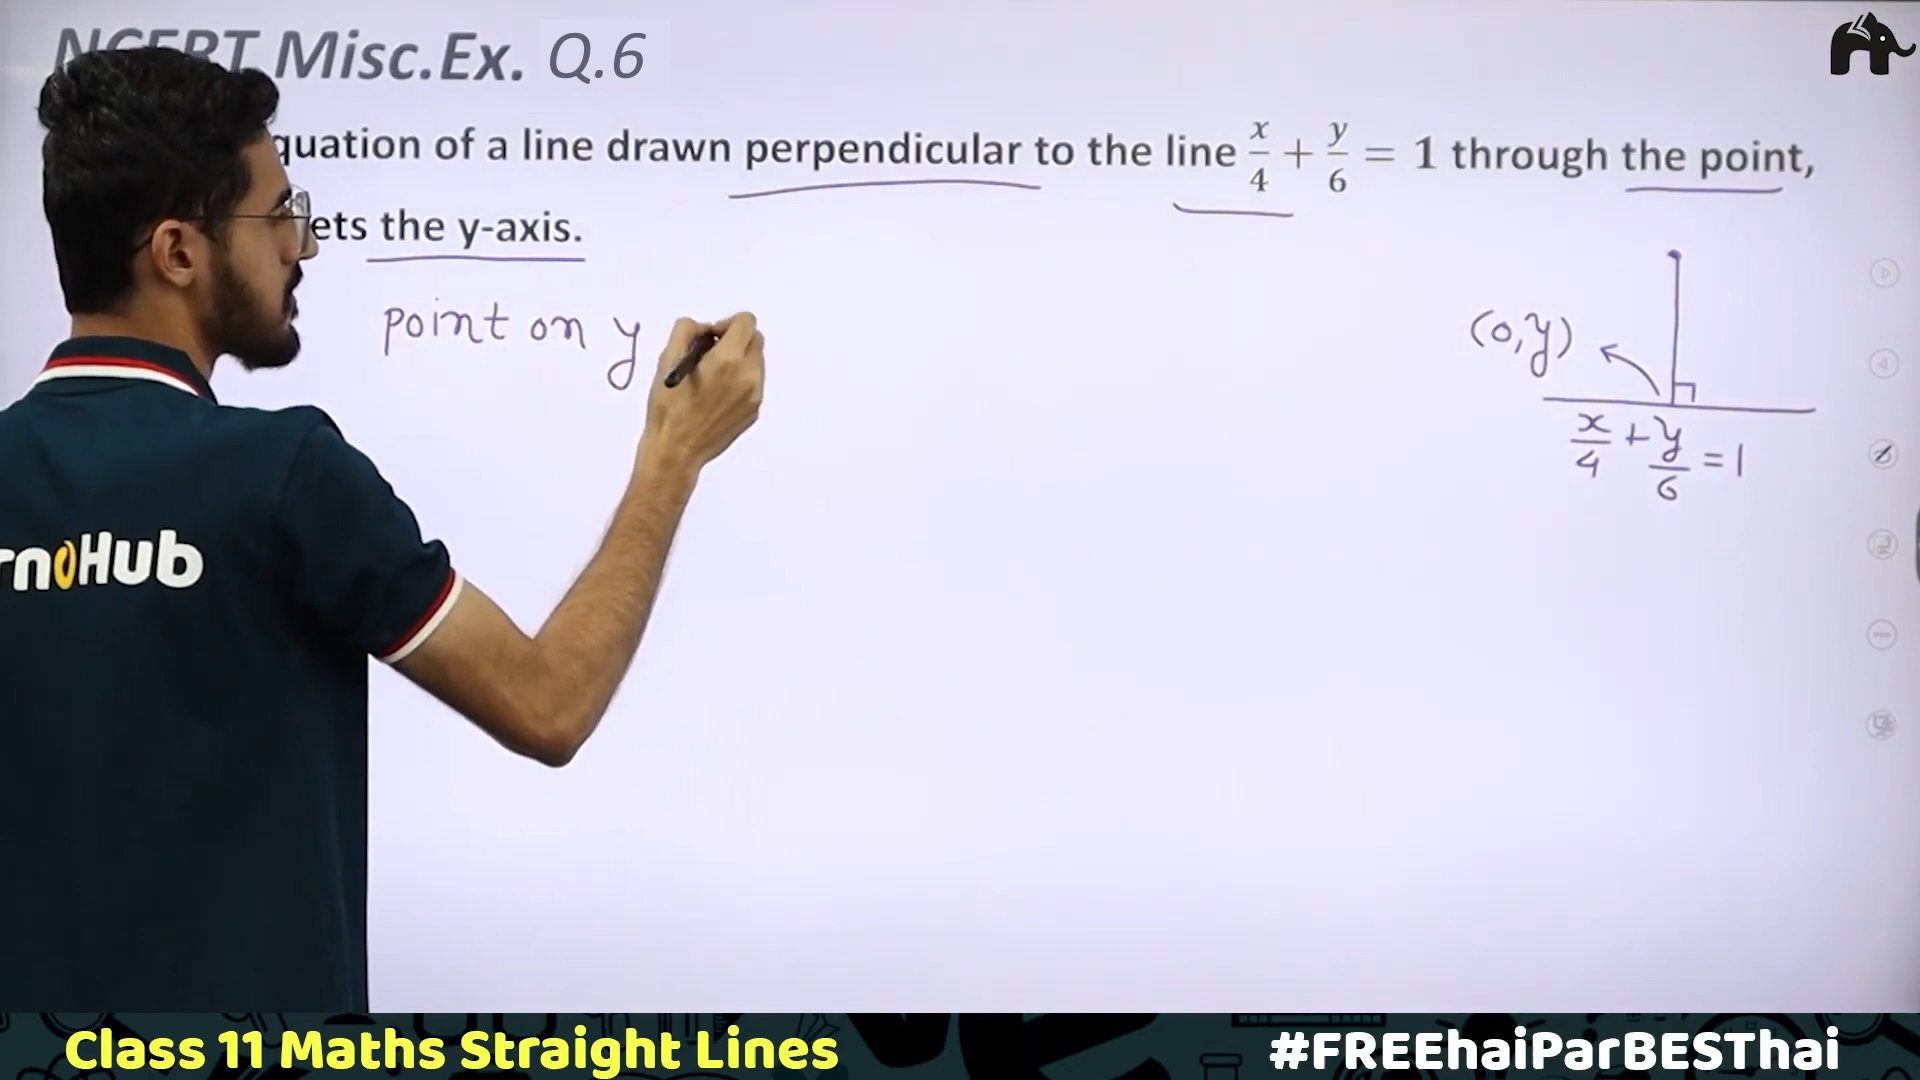 NCERT Misc.Ex. Q.6
quation of a line drawn perpendicular to the line x/4 + y/6 = 1 through the point,
ets the y-axis.
point on y
(0,y)
x/4 + y/6 = 1
rnoHub
Class 11 Maths Straight Lines
#FREEhaiParBESThai